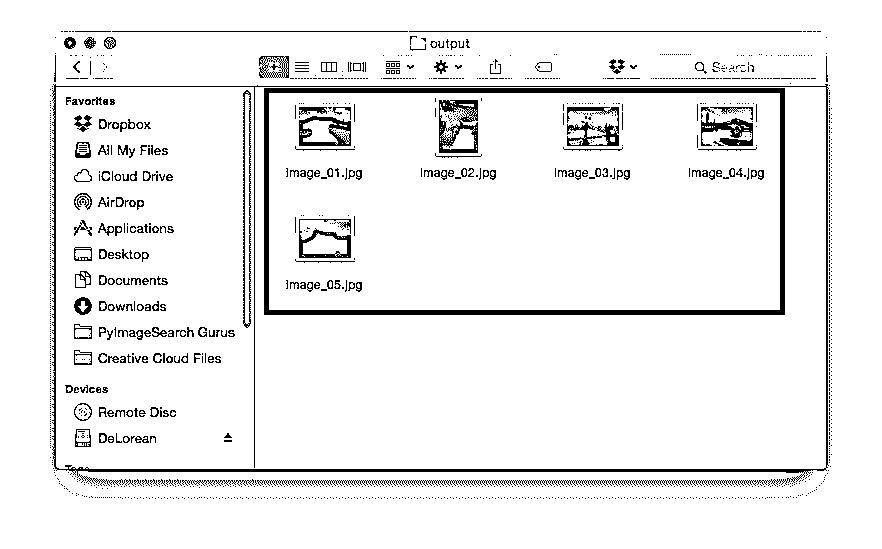 output
Search
Favorites
Dropbox
All My Files
iCloud Drive
AirDrop
Applications
Desktop
Documents
Downloads
PyImageSearch Gurus
Creative Cloud Files
Devices
Remote Disc
DeLorean
image_01.jpg
image_02.jpg
image_03.jpg
image_04.jpg
image_05.jpg